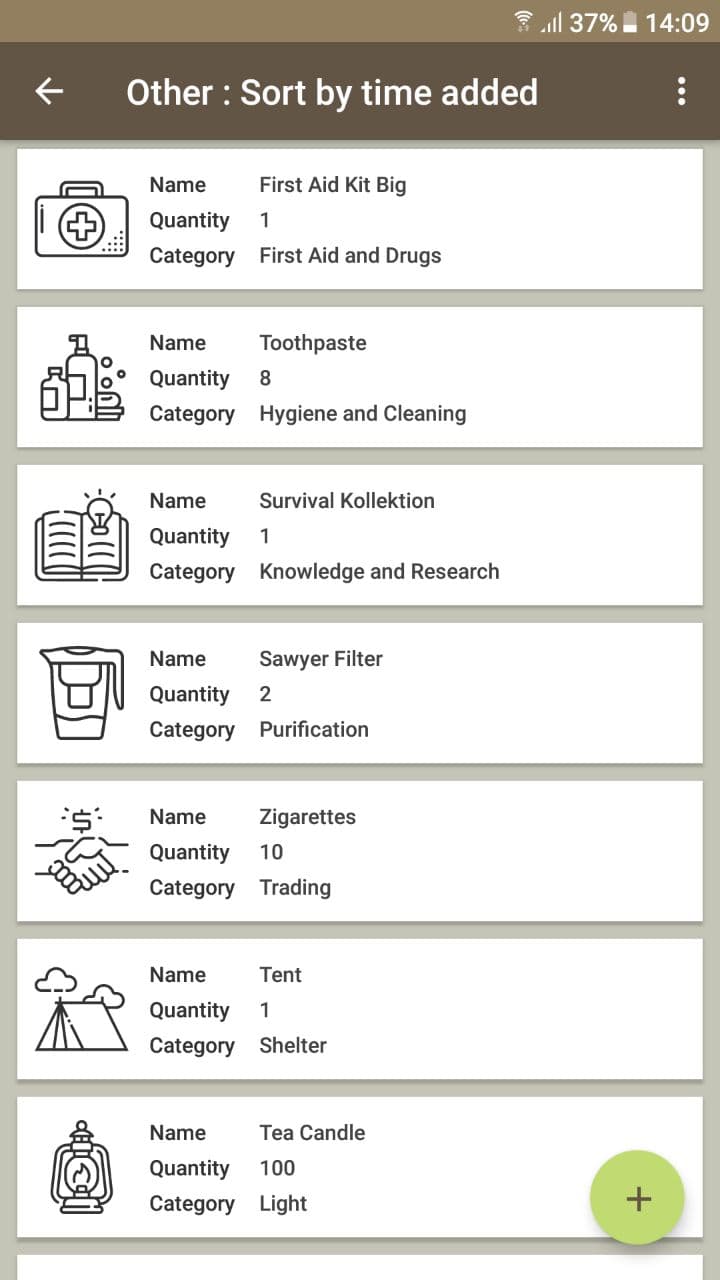 37% 14:09
Other : Sort by time added
Name First Aid Kit Big
Quantity 1
Category First Aid and Drugs
Name Toothpaste
Quantity 8
Category Hygiene and Cleaning
Name Survival Kollektion
Quantity 1
Category Knowledge and Research
Name Sawyer Filter
Quantity 2
Category Purification
$
Name Zigarettes
Quantity 10
Category Trading
Name Tent
Quantity 1
Category Shelter
Name Tea Candle
Quantity 100
Category Light
+